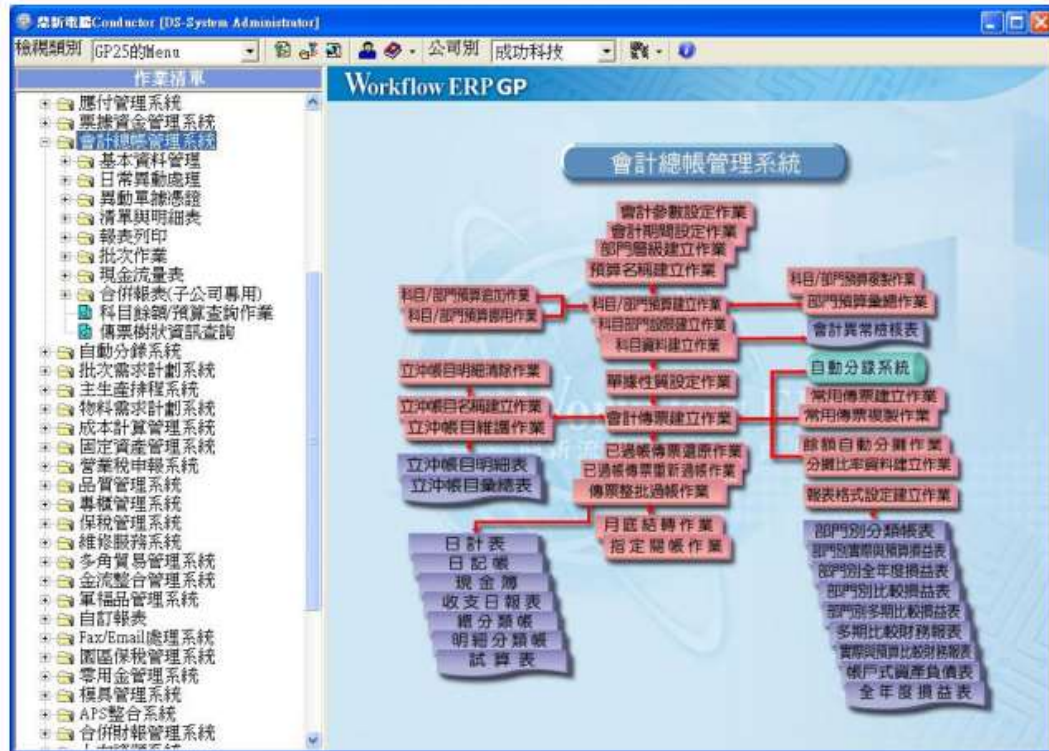 鼎新電腦Conductor [DS-System Administrator]
檢視類別 GP25的Menu 公司別 成功科技
作業清單
應付管理系統
票據資金管理系統
會計總帳管理系統
基本資料管理
日常異動處理
異動單據憑證
清單與明細表
報表列印
批次作業
現金流量表
合併報表(子公司專用)
科目餘額/預算查詢作業
傳票樹狀資訊查詢
自動分錄系統
批次需求計劃系統
主生產排程系統
物料需求計劃系統
成本計算管理系統
固定資產管理系統
營業稅申報系統
品質管理系統
專櫃管理系統
保稅管理系統
維修服務系統
多角貿易管理系統
金流整合管理系統
軍福品管理系統
自訂報表
Fax/Email處理系統
園區保稅管理系統
零用金管理系統
模具管理系統
APS整合系統
合併財報管理系統
Workflow ERP GP
會計總帳管理系統
會計參數設定作業
會計期間設定作業
部門層級建立作業
預算名稱建立作業
科目/部門預算追加作業
科目/部門預算挪用作業
科目/部門預算建立作業
科目部門設限建立作業
科目資料建立作業
科目/部門預算複製作業
部門預算彙總作業
會計異常檢核表
自動分錄系統
立沖帳目明細清除作業
單據性質設定作業
立沖帳目名稱建立作業
立沖帳目維護作業
會計傳票建立作業
常用傳票建立作業
常用傳票複製作業
餘額自動分攤作業
分攤比率資料建立作業
立沖帳目明細表
立沖帳目彙總表
已過帳傳票還原作業
已過帳傳票重新過帳作業
傳票整批過帳作業
報表格式設定建立作業
月底結轉作業
指定關帳作業
日計表
日記帳
現金簿
收支日報表
總分類帳
明細分類帳
試算表
部門別分類帳表
部門別實際與預算損益表
部門別全年度損益表
部門別比較損益表
部門別多期比較損益表
多期比較財務報表
實際與預算比較財務報表
帳戶式資產負債表
全年度損益表